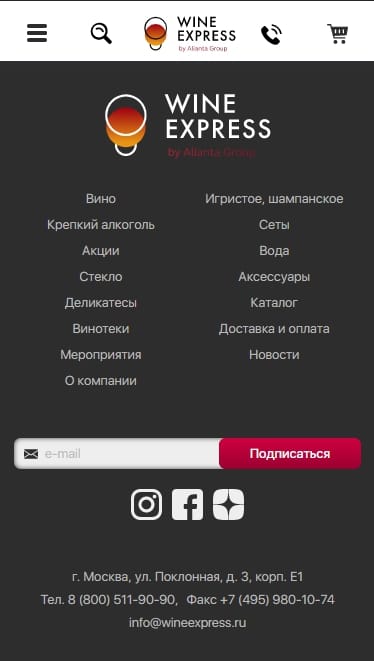 WINE
EXPRESS
by Alianta Group
WINE
EXPRESS
by Alianta Group
Вино
Игристое, шампанское
Крепкий алкоголь
Сеты
Акции
Вода
Стекло
Аксессуары
Деликатесы
Каталог
Винотеки
Доставка и оплата
Мероприятия
Новости
О компании
e-mail
Подписаться
г. Москва, ул. Поклонная, д. 3, корп. Е1
Тел. 8 (800) 511-90-90, Факс +7 (495) 980-10-74
info@wineexpress.ru